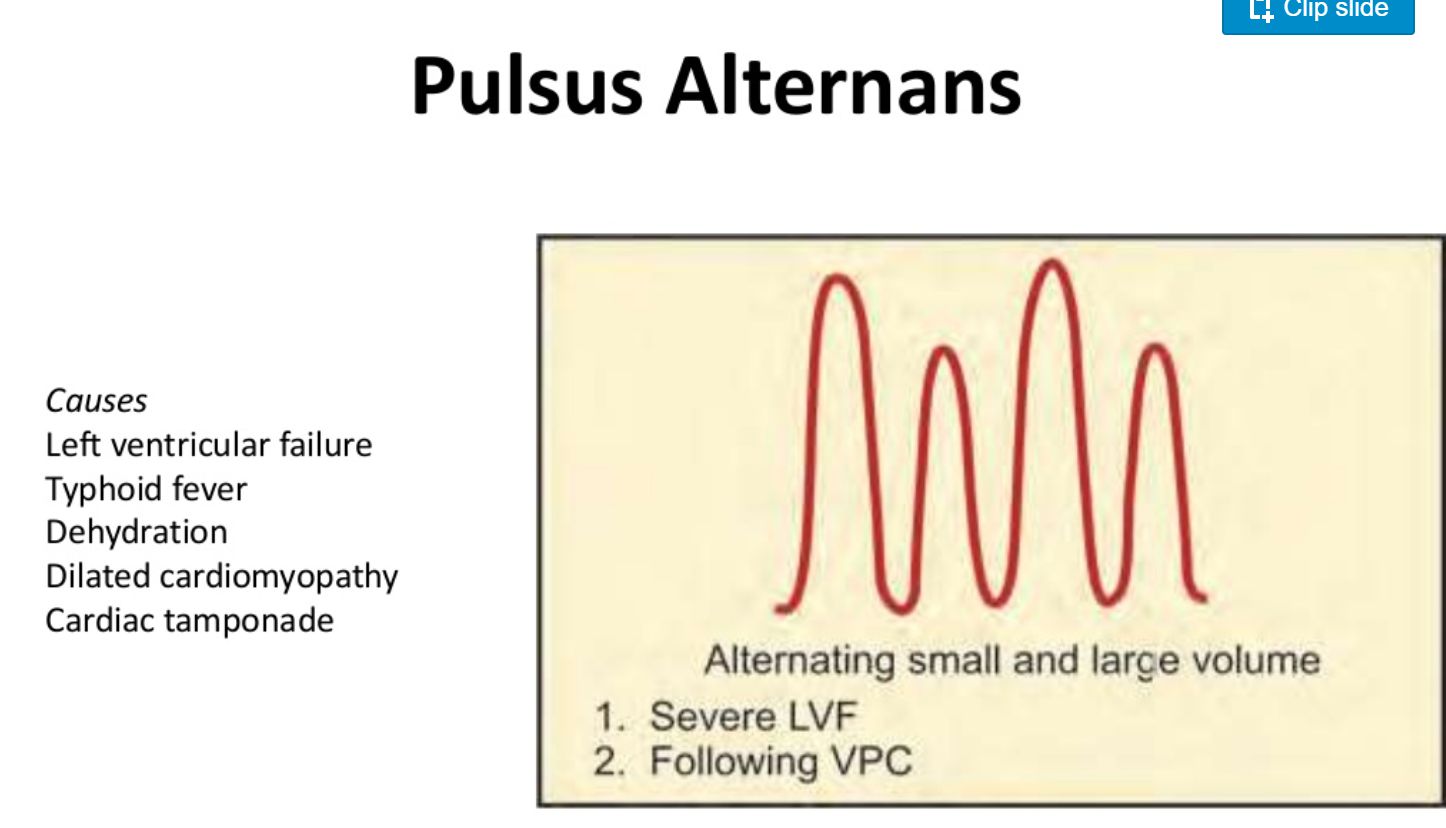 Clip slide
Pulsus Alternans
Causes
Left ventricular failure
Typhoid fever
Dehydration
Dilated cardiomyopathy
Cardiac tamponade
Alternating small and large volume
1. Severe LVF
2. Following VPC